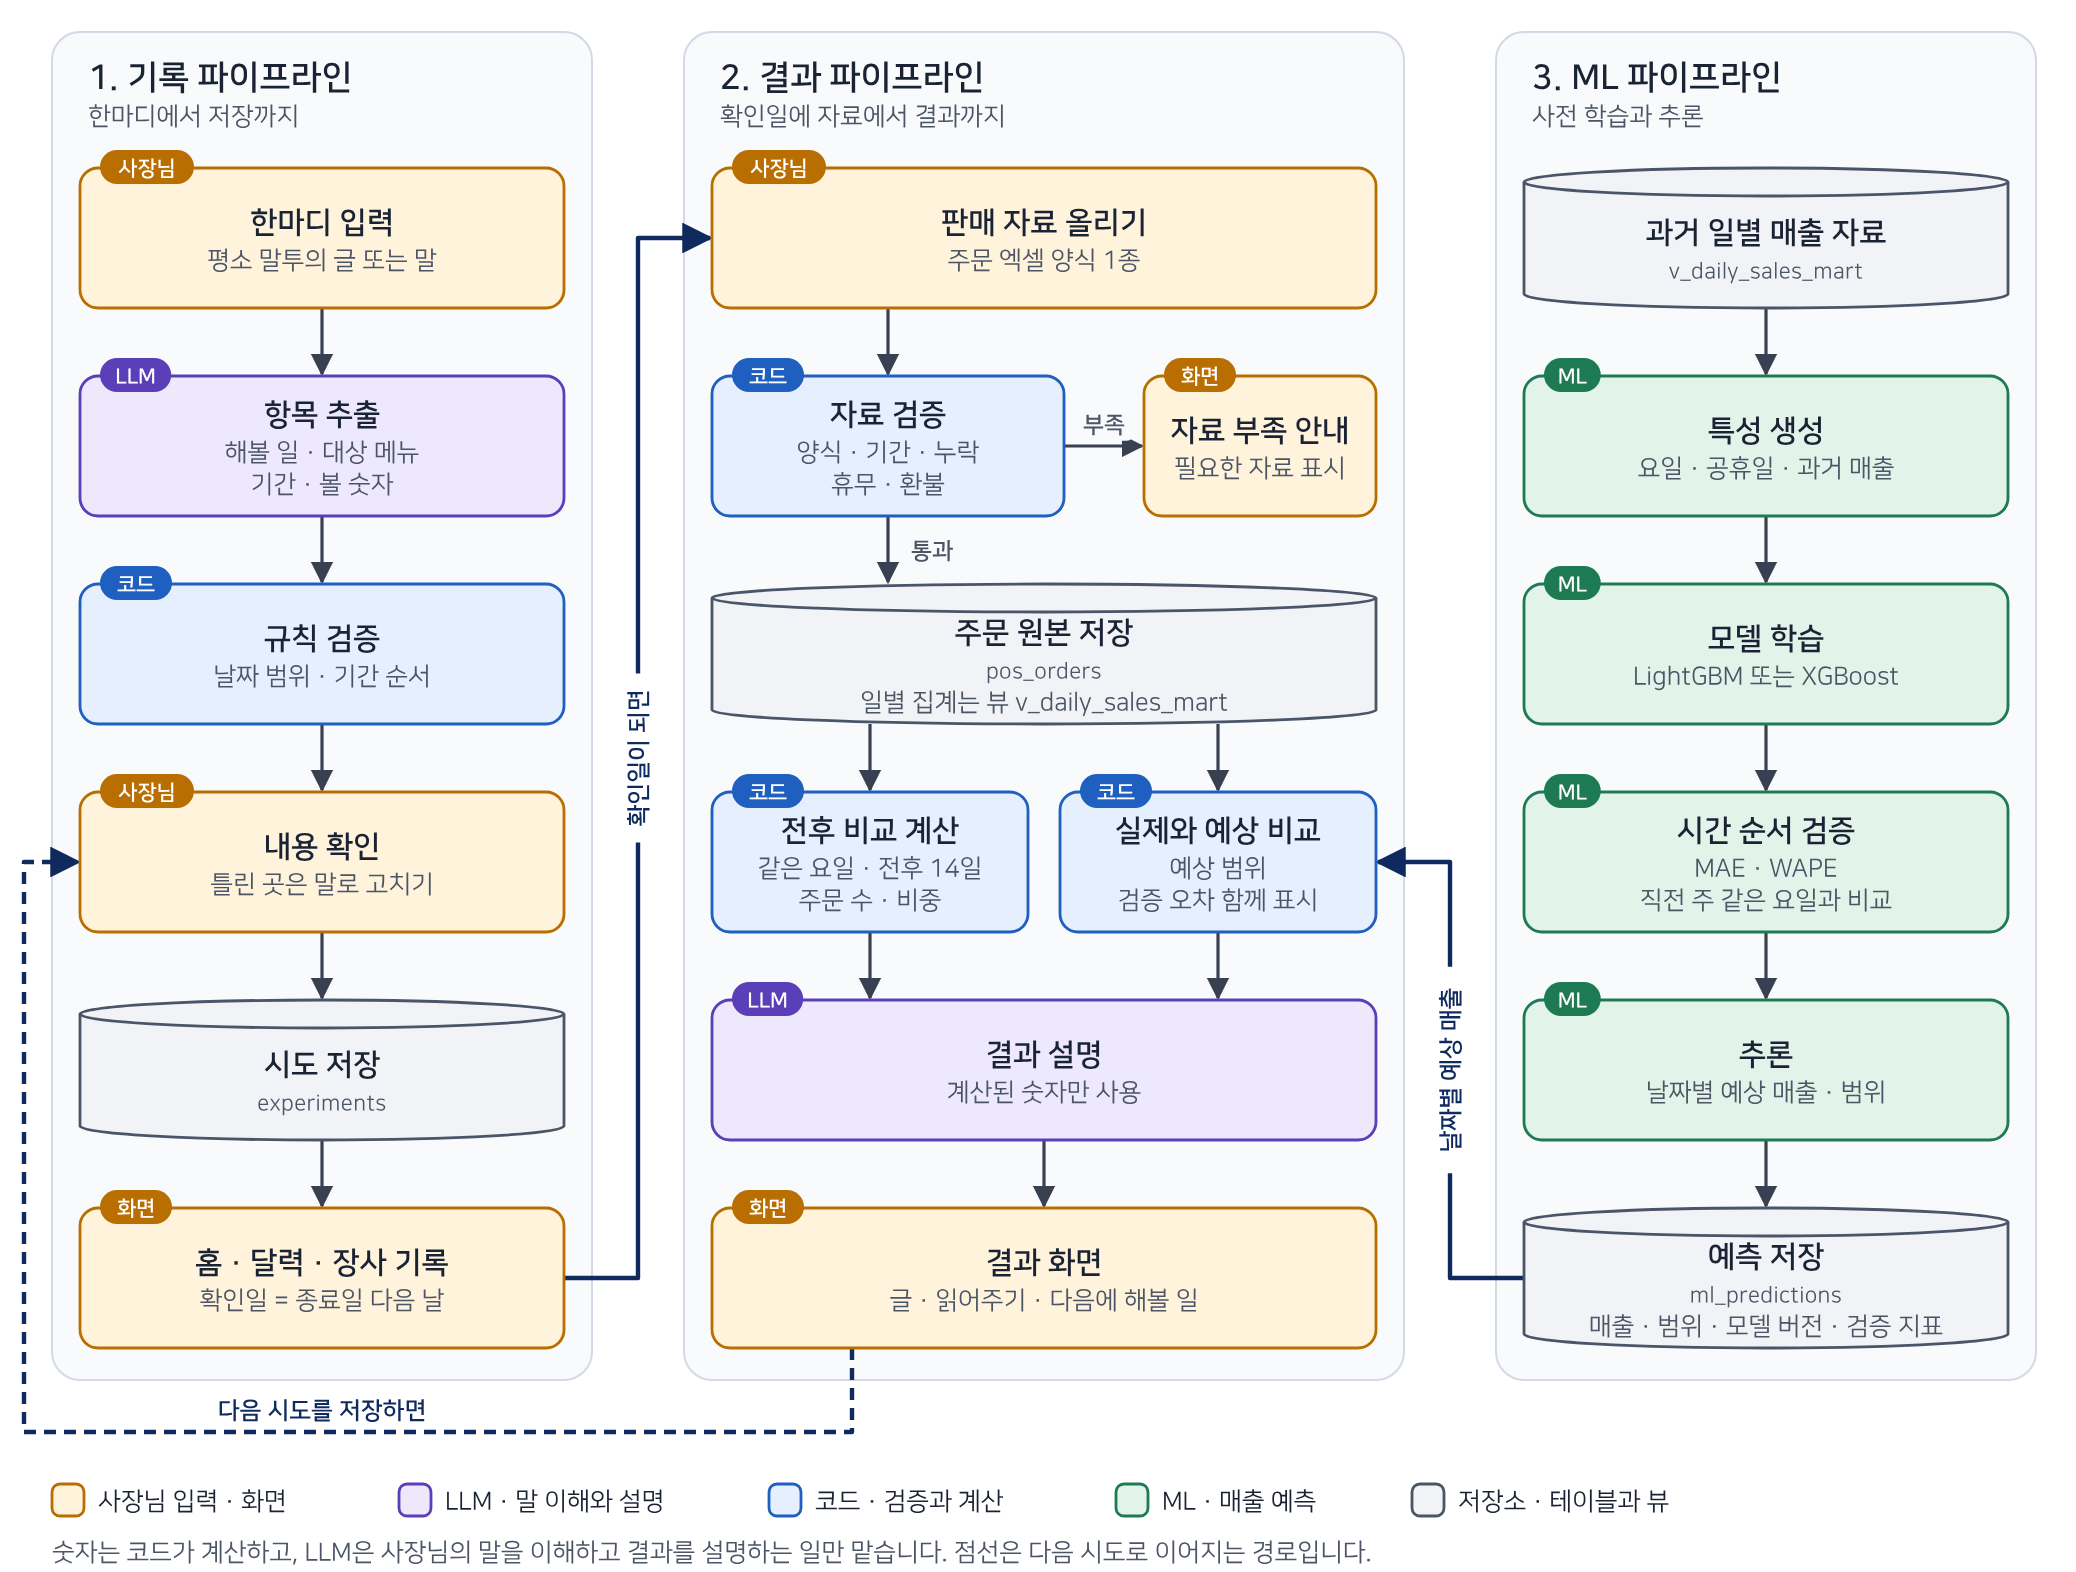 1. 기록 파이프라인
한마디에서 저장까지
사장님
한마디 입력
평소 말투의 글 또는 말
LLM
항목 추출
해볼 일 · 대상 메뉴
기간 · 볼 숫자
코드
규칙 검증
날짜 범위 · 기간 순서
사장님
내용 확인
틀린 곳은 말로 고치기
시도 저장
experiments
화면
홈 · 달력 · 장사 기록
확인일 = 종료일 다음 날
확인일이 되면
2. 결과 파이프라인
확인일에 자료에서 결과까지
사장님
판매 자료 올리기
주문 엑셀 양식 1종
코드
자료 검증
양식 · 기간 · 누락
휴무 · 환불
부족
화면
자료 부족 안내
필요한 자료 표시
통과
주문 원본 저장
pos_orders
일별 집계는 뷰 v_daily_sales_mart
코드
전후 비교 계산
같은 요일 · 전후 14일
주문 수 · 비중
코드
실제와 예상 비교
예상 범위
검증 오차 함께 표시
LLM
결과 설명
계산된 숫자만 사용
화면
결과 화면
글 · 읽어주기 · 다음에 해볼 일
날짜별 예상 매출
3. ML 파이프라인
사전 학습과 추론
과거 일별 매출 자료
v_daily_sales_mart
ML
특성 생성
요일 · 공휴일 · 과거 매출
ML
모델 학습
LightGBM 또는 XGBoost
ML
시간 순서 검증
MAE · WAPE
직전 주 같은 요일과 비교
ML
추론
날짜별 예상 매출 · 범위
예측 저장
ml_predictions
매출 · 범위 · 모델 버전 · 검증 지표
다음 시도를 저장하면
사장님 입력 · 화면
LLM · 말 이해와 설명
코드 · 검증과 계산
ML · 매출 예측
저장소 · 테이블과 뷰
숫자는 코드가 계산하고, LLM은 사장님의 말을 이해하고 결과를 설명하는 일만 맡습니다. 점선은 다음 시도로 이어지는 경로입니다.